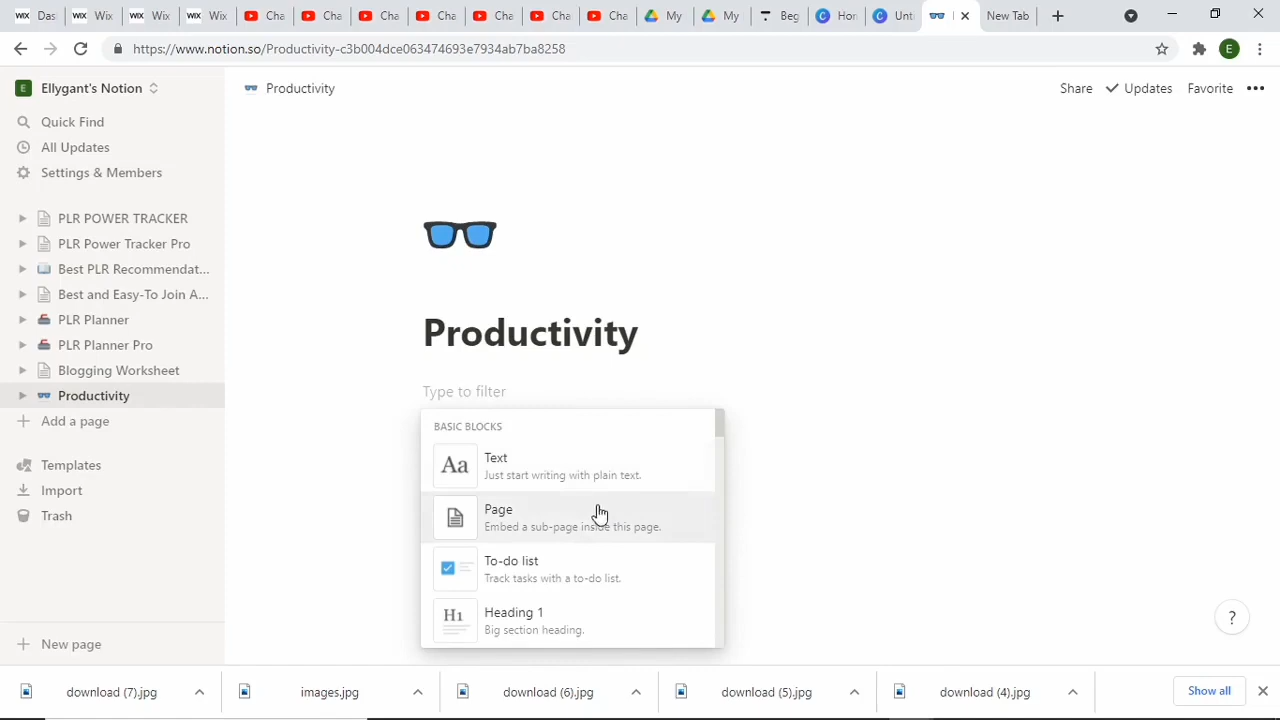 WIX Das
WIX Wix
WIX Wix
WIX Wix
Cha
Cha
Cha
Cha
Cha
Cha
Cha
My
My
Beg
Hor
Unt
New Tab
https://www.notion.so/Productivity-c3b004dce063474693e7934ab7ba8258
E
E Ellygant's Notion
Productivity
Share
Updates
Favorite
Quick Find
All Updates
Settings & Members
PLR POWER TRACKER
PLR Power Tracker Pro
Best PLR Recommendat...
Best and Easy-To Join A...
PLR Planner
PLR Planner Pro
Blogging Worksheet
Productivity
Add a page
Templates
Import
Trash
New page
Productivity
Type to filter
BASIC BLOCKS
Aa
Text
Just start writing with plain text.
Page
Embed a sub-page inside this page.
To-do list
Track tasks with a to-do list.
H1
Heading 1
Big section heading.
?
download (7).jpg
images.jpg
download (6).jpg
download (5).jpg
download (4).jpg
Show all